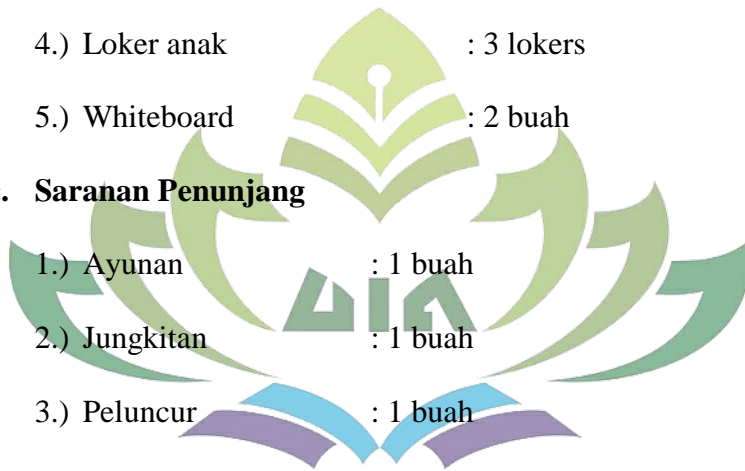 4.) Loker anak : 3 lokers
5.) Whiteboard : 2 buah
. Saranan Penunjang
1.) Ayunan : 1 buah
2.) Jungkitan : 1 buah
3.) Peluncur : 1 buah
UIN